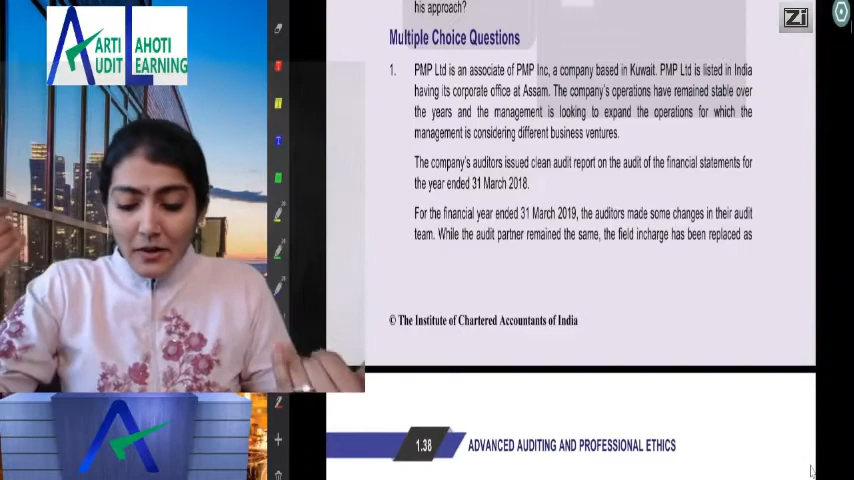 ARTI LAHOTI
AUDIT LEARNING
Zi
his approach?
Multiple Choice Questions
1. PMP Ltd is an associate of PMP Inc, a company based in Kuwait. PMP Ltd is listed in India
having its corporate office at Assam. The company's operations have remained stable over
the years and the management is looking to expand the operations for which the
management is considering different business ventures.
The company's auditors issued clean audit report on the audit of the financial statements for
the year ended 31 March 2018.
For the financial year ended 31 March 2019, the auditors made some changes in their audit
team. While the audit partner remained the same, the field incharge has been replaced as
© The Institute of Chartered Accountants of India
1.38 ADVANCED AUDITING AND PROFESSIONAL ETHICS